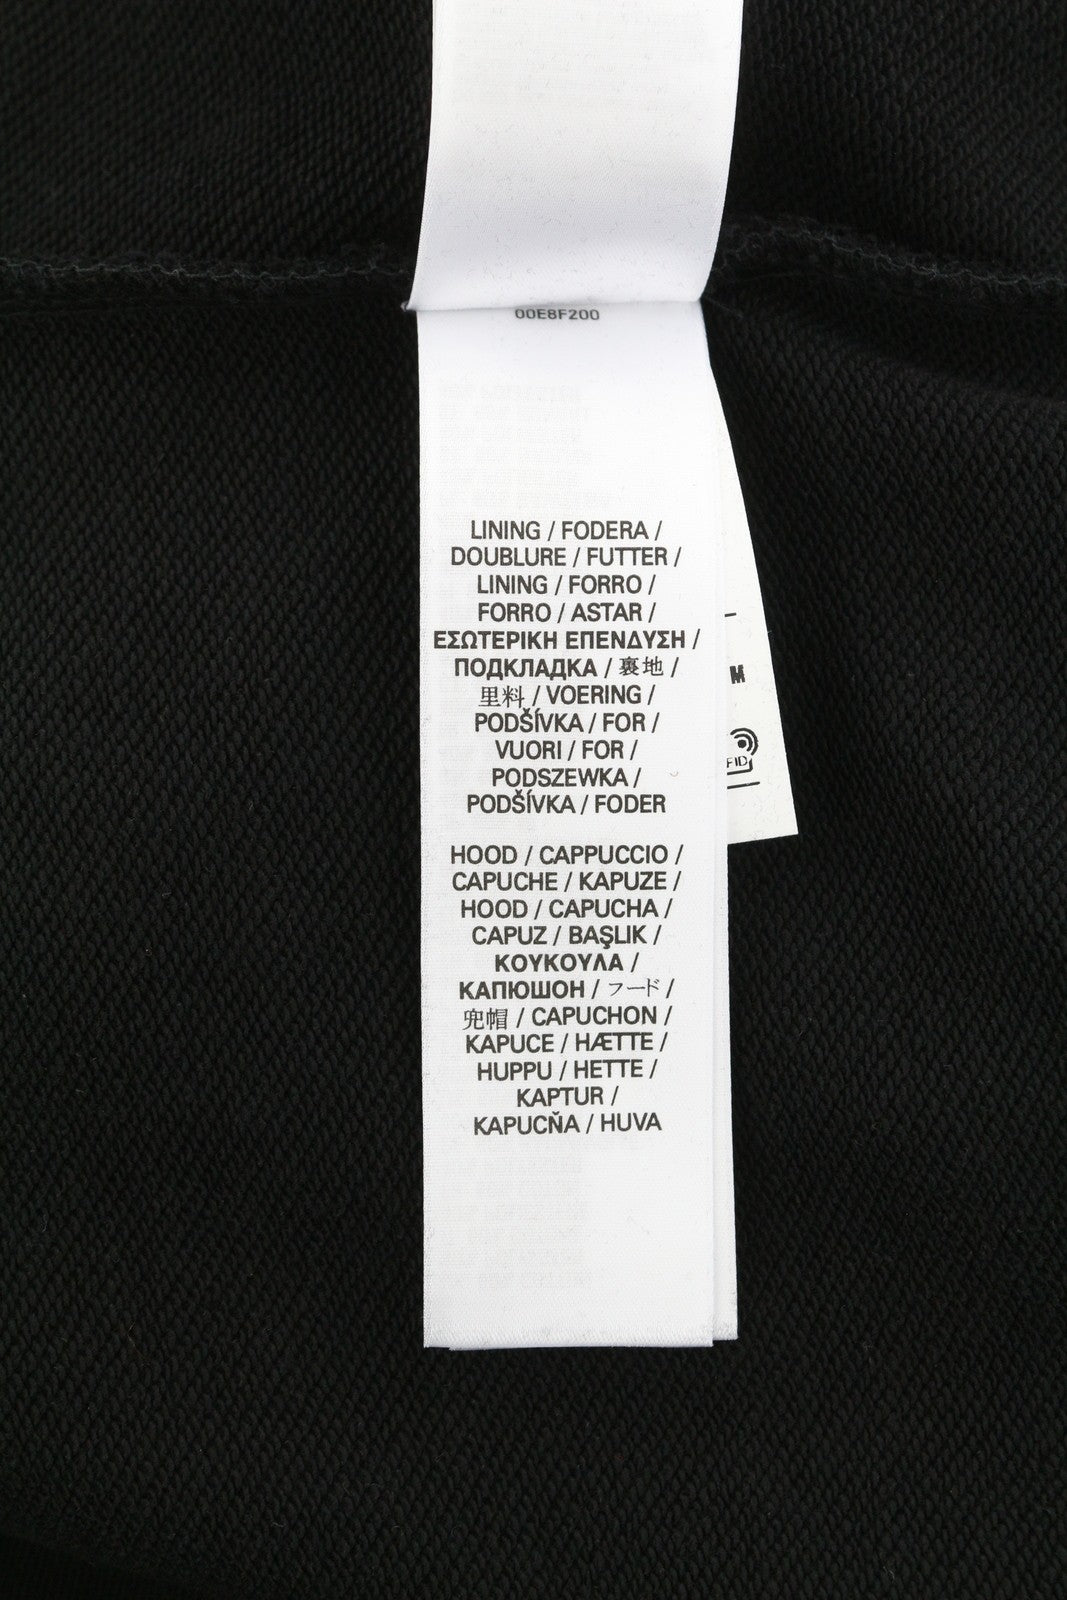 00E8F200
LINING / FODERA /
DOUBLURE / FUTTER /
LINING / FORRO /
FORRO / ASTAR /
ΕΣΩΤΕΡΙΚΗ ΕΠΕΝΔΥΣΗ /
ПОДКЛАДКА / 裏地 /
里料 / VOERING /
PODŠÍVKA / FOR /
VUORI / FOR /
PODSZEWKA /
PODŠÍVKA / FODER
HOOD / CAPPUCCIO /
CAPUCHE / KAPUZE /
HOOD / CAPUCHA /
CAPUZ / BAŞLIK /
ΚΟΥΚΟΥΛΑ /
КАПЮШОН / フード /
兜帽 / CAPUCHON /
KAPUCE / HÆTTE /
HUPPU / HETTE /
KAPTUR /
KAPUCŇA / HUVA
M